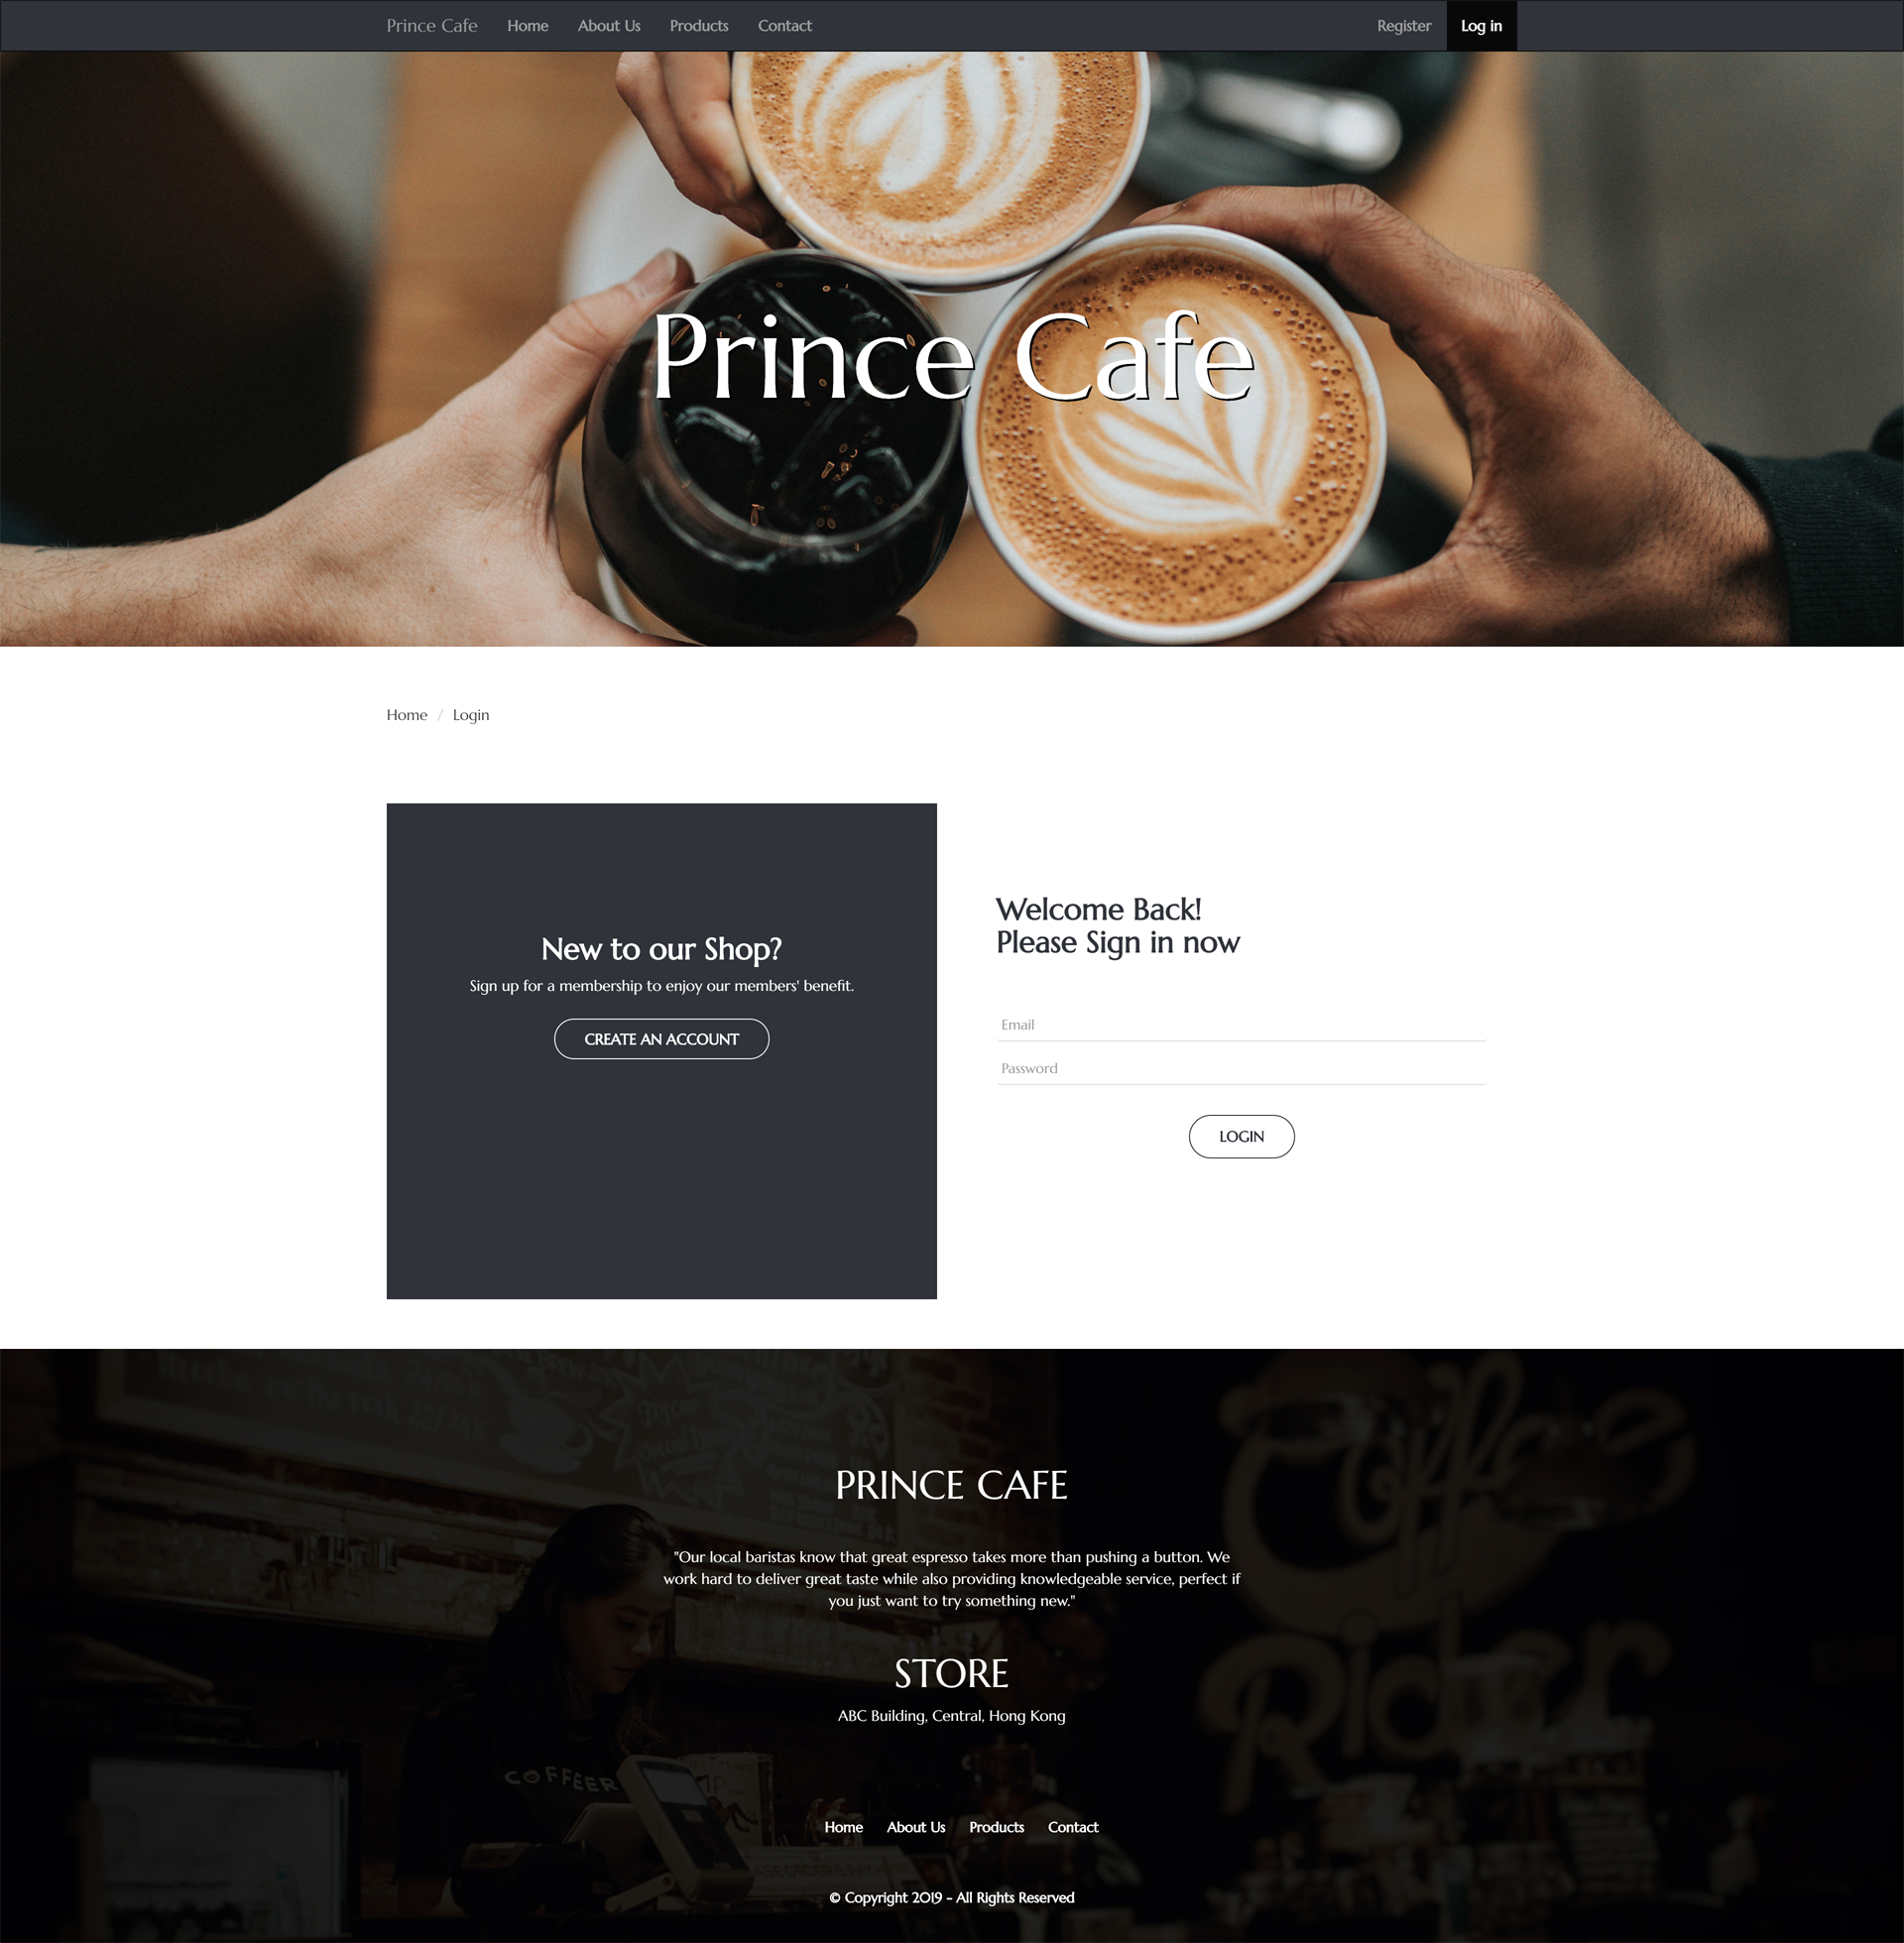 Prince Cafe Home About Us Products Contact Register Log in
Prince Cafe
Home / Login
New to our Shop?
Sign up for a membership to enjoy our members' benefit.
CREATE AN ACCOUNT
Welcome Back!
Please Sign in now
Email
Password
LOGIN
Coffee
Rider
PRINCE CAFE
"Our local baristas know that great espresso takes more than pushing a button. We
work hard to deliver great taste while also providing knowledgeable service, perfect if
you just want to try something new."
STORE
ABC Building, Central, Hong Kong
COFFEER
Home About Us Products Contact
© Copyright 2019 - All Rights Reserved